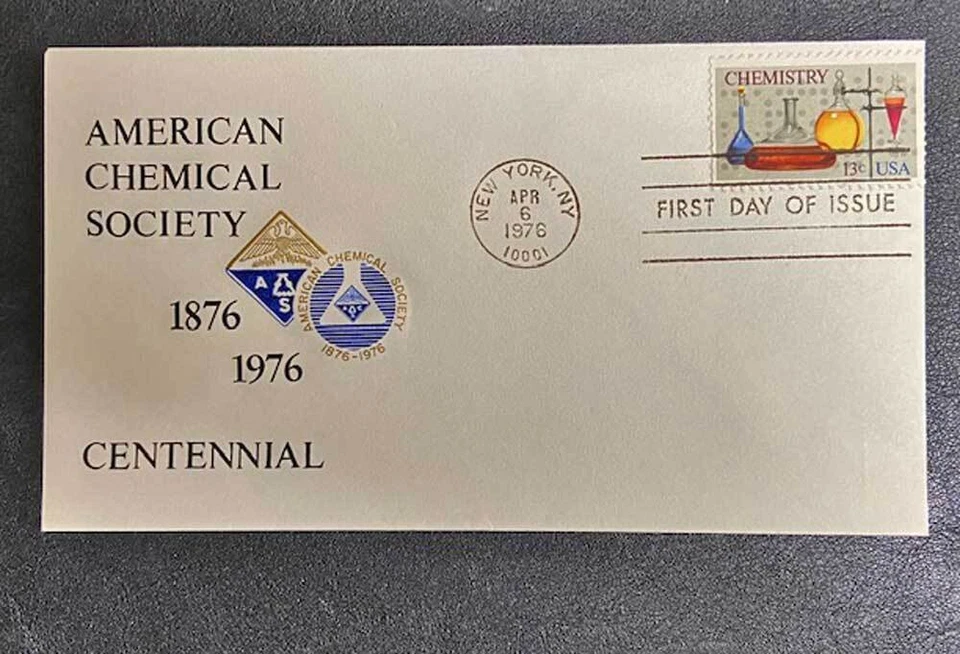 AMERICAN
CHEMICAL
SOCIETY
A
S
AMERICAN CHEMICAL SOCIETY
1876-1976
1876
1976
CENTENNIAL
NEW YORK, NY
APR
6
1976
10001
CHEMISTRY
13c USA
FIRST DAY OF ISSUE